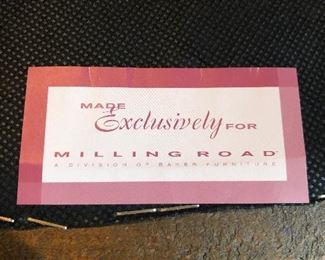 MADE
Exclusively FOR
MILLING ROAD®
A DIVISION OF BAKER FURNITURE